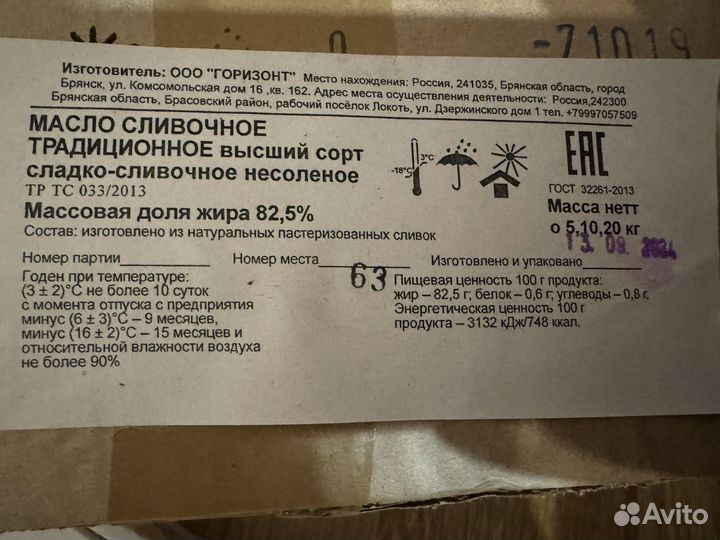 -71019
Изготовитель: ООО "ГОРИЗОНТ" Место нахождения: Россия, 241035, Брянская область, город
Брянск, ул. Комсомольская дом 16 ,кв. 162. Адрес места осуществления деятельности: Россия,242300
Брянская область, Брасовский район, рабочий посёлок Локоть, ул. Дзержинского дом 1 тел. +79997057509
МАСЛО СЛИВОЧНОЕ
ТРАДИЦИОННОЕ высший сорт
сладко-сливочное несоленое
ТР ТС 033/2013
Массовая доля жира 82,5%
Состав: изготовлено из натуральных пастеризованных сливок
-18°C 3°C
EAC
ГОСТ 32261-2013
Масса нетт
о 5,10,20 кг
13.09.2024
Номер партии Номер места 63 Изготовлено и упаковано
Годен при температуре:
(3 ± 2)°С не более 10 суток
с момента отпуска с предприятия
минус (6 ± 3)°С – 9 месяцев,
минус (16 ± 2)°С – 15 месяцев и
относительной влажности воздуха
не более 90%
Пищевая ценность 100 г продукта:
жир – 82,5 г; белок – 0,6 г; углеводы – 0,8 г.
Энергетическая ценность 100 г
продукта – 3132 кДж/748 ккал.
Avito